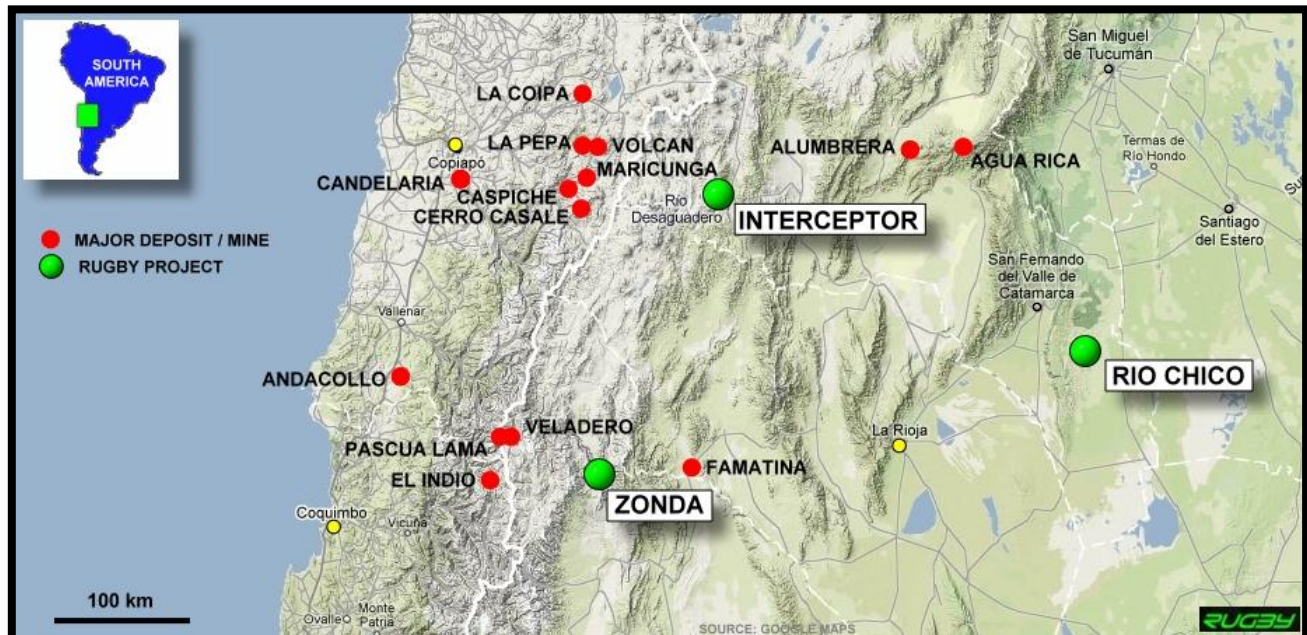 SOUTH
AMERICA
MAJOR DEPOSIT / MINE
RUGBY PROJECT
LA COIPA
LA PEPA
VOLCAN
Copiapó
MARICUNGA
CANDELARIA
CASPICHE
CERRO CASALE
Río
Desaguadero
INTERCEPTOR
ALUMBRERA
AGUA RICA
San Miguel
de Tucumán
Termas de
Río Hondo
Santiago
del Estero
San Fernando
del Valle de
Catamarca
Vallenar
ANDACOLLO
RIO CHICO
VELADERO
PASCUA LAMA
EL INDIO
La Rioja
FAMATINA
ZONDA
Coquimbo
Vicuña
100 km
Ovalle
Monte
Patria
SOURCE: GOOGLE MAPS
RUGBY